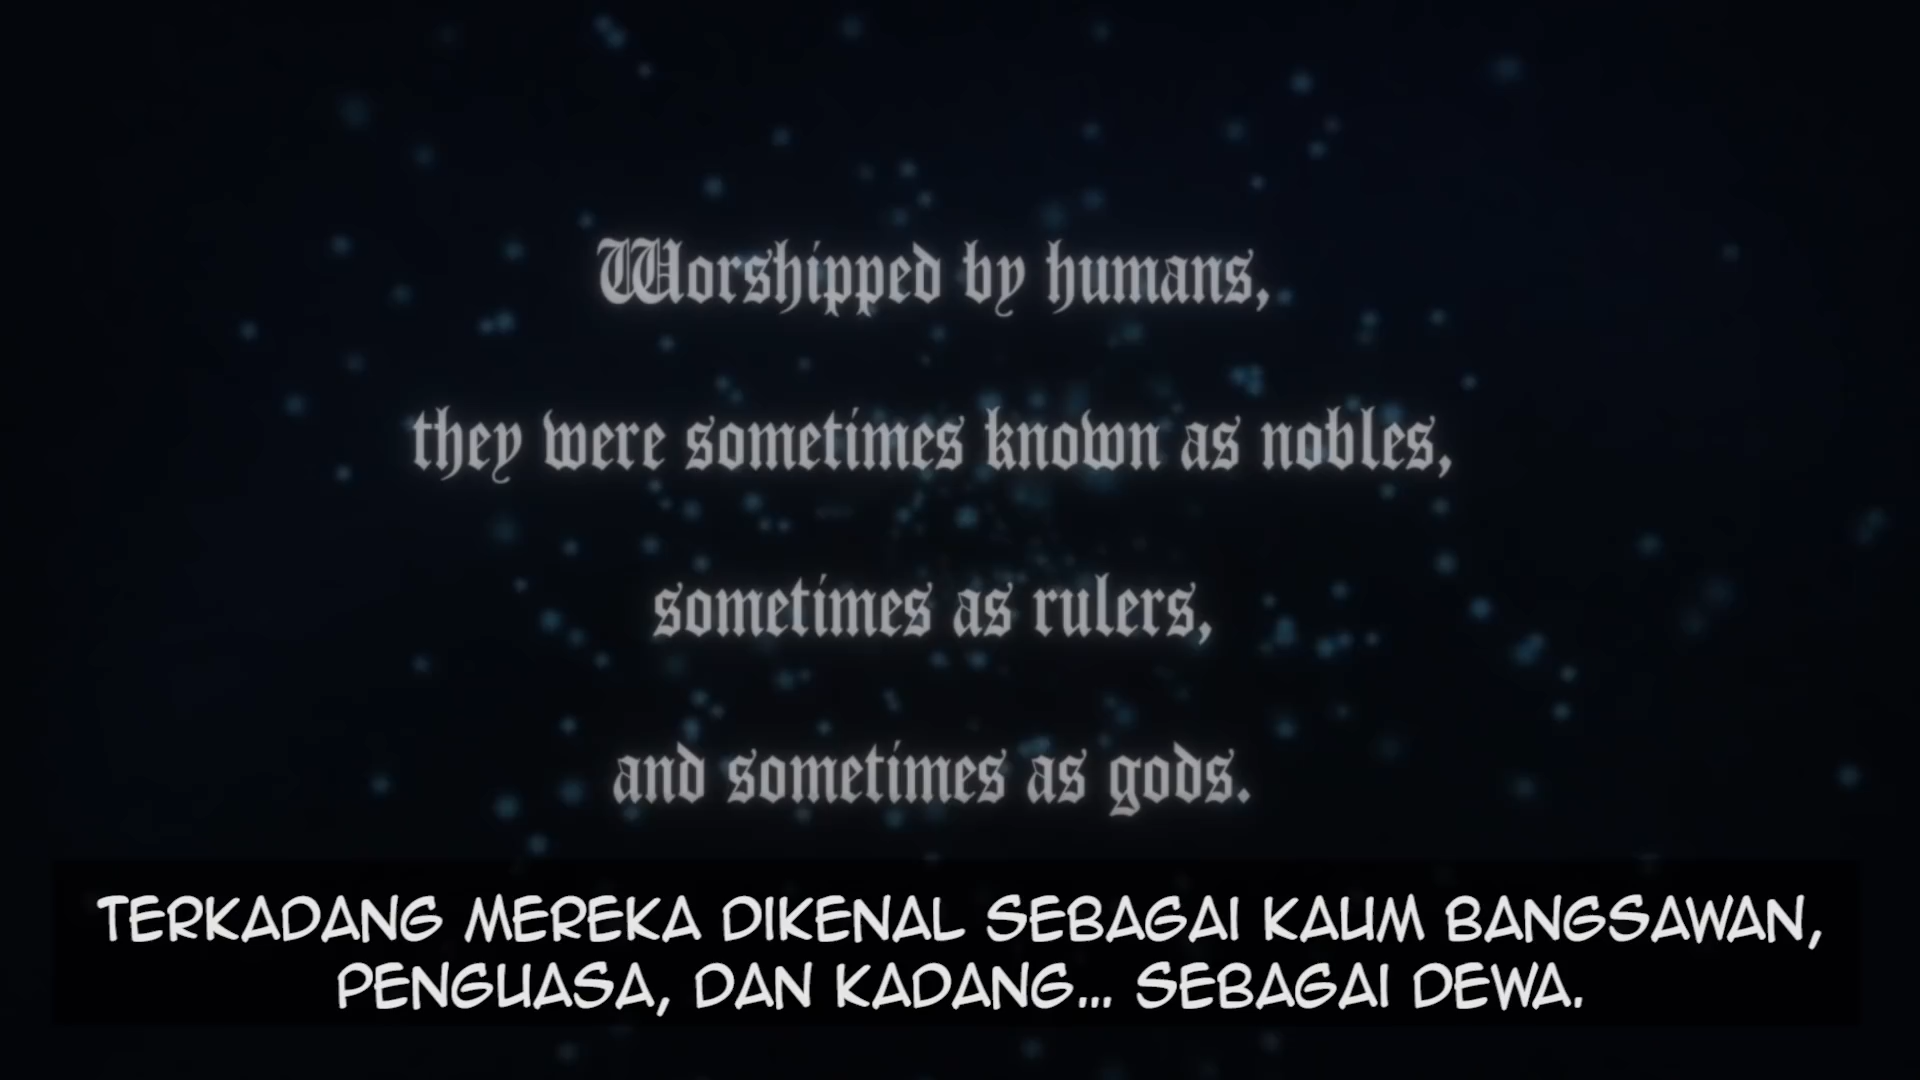 Worshipped by humans,
they were sometimes known as nobles,
sometimes as rulers,
and sometimes as gods.
TERKADANG MEREKA DIKENAL SEBAGAI KAUM BANGSAWAN,
PENGUASA, DAN KADANG... SEBAGAI DEWA.